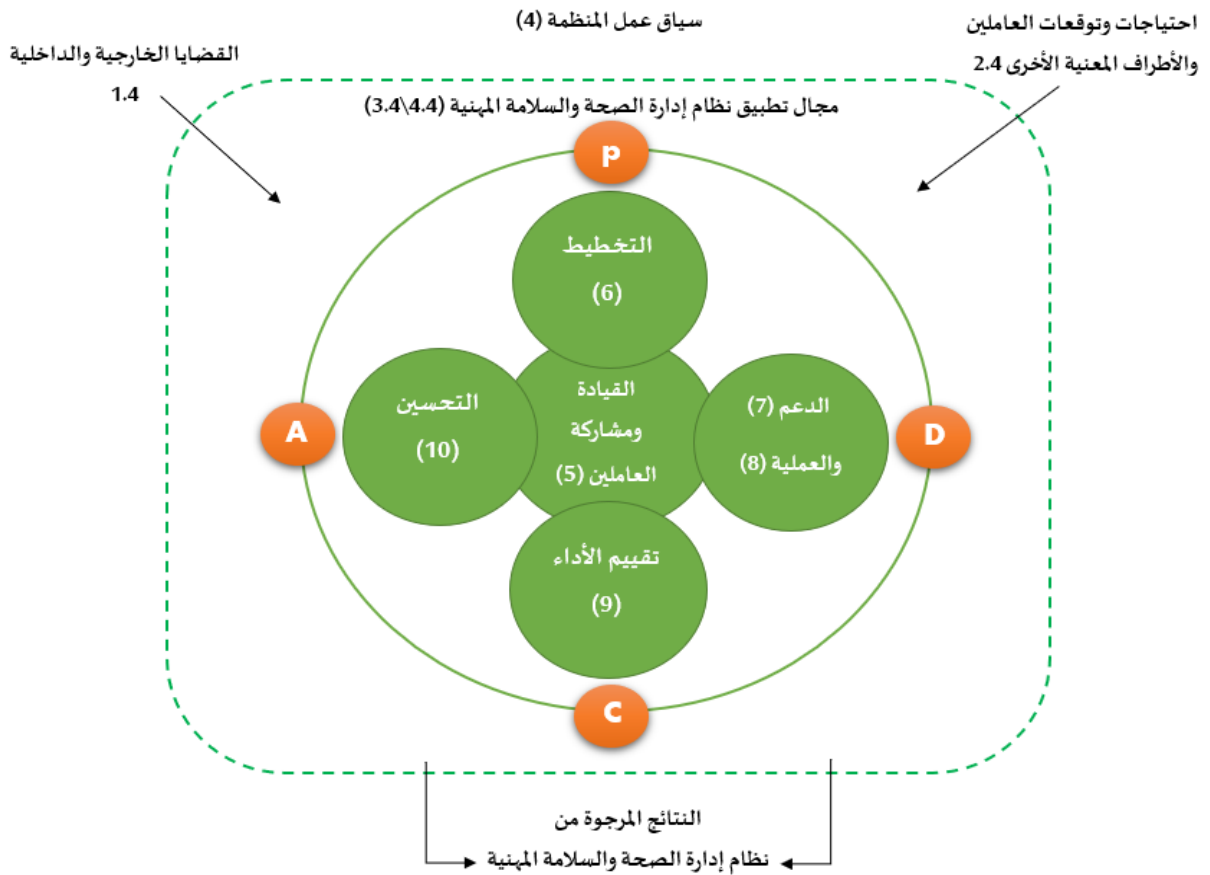 سياق عمل المنظمة (4)
احتياجات وتوقعات العاملين
والأطراف المعنية الأخرى 2.4
القضايا الخارجية والداخلية
1.4
مجال تطبيق نظام إدارة الصحة والسلامة المهنية (4.4\3.4)
p
التخطيط
(6)
الدعم (7)
والعملية (8)
D
القيادة
ومشاركة
العاملين (5)
التحسين
(10)
A
تقييم الأداء
(9)
C
النتائج المرجوة من
نظام إدارة الصحة والسلامة المهنية